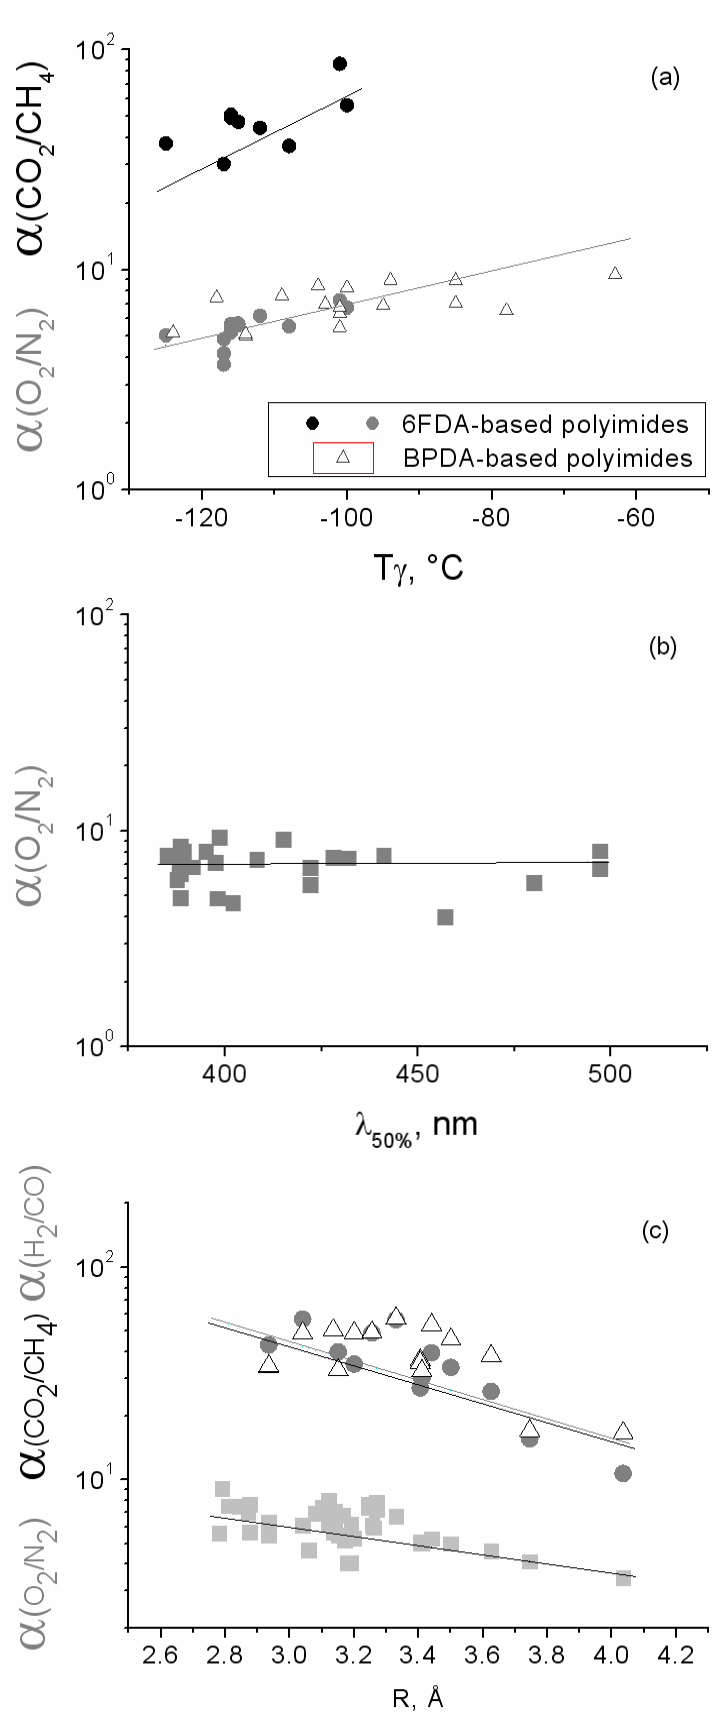 10²
(a)
α(CO₂/CH₄)
10¹
α(O₂/N₂)
6FDA-based polyimides
BPDA-based polyimides
10⁰
-120 -100 -80 -60
Tγ, °C
10²
(b)
α(O₂/N₂)
10¹
10⁰
400 450 500
λ₅₀%, nm
α(H₂/CO)
(c)
10²
α(CO₂/CH₄)
10¹
α(O₂/N₂)
2.6 2.8 3.0 3.2 3.4 3.6 3.8 4.0 4.2
R, Å